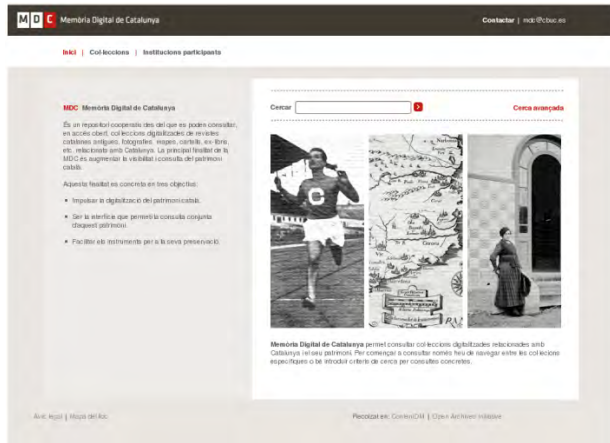 MDC Memòria Digital de Catalunya
Contactar | mdc@cbuc.es
Inici | Col·leccions | Institucions participants
MDC Memòria Digital de Catalunya
És un repositori cooperatiu des del que es poden consultar,
en accés obert, col·leccions digitalitzades de revistes
catalanes antigues, fotografies, mapes, cartells, ex-libris,
etc. relacionats amb Catalunya. La principal finalitat de la
MDC és augmentar la visibilitat i consulta del patrimoni
català.
Aquesta finalitat es concreta en tres objectius:
• Impulsar la digitalització del patrimoni català.
• Ser la interfície que permeti la consulta conjunta
d'aquest patrimoni.
• Facilitar els instruments per a la seva preservació.
Cercar
Cerca avançada
C
Memòria Digital de Catalunya permet consultar col·leccions digitalitzades relacionades amb
Catalunya i el seu patrimoni. Per començar a consultar només heu de navegar entre les col·leccions
específiques o bé introduir criteris de cerca per consultes concretes.
Avís legal | Mapa del lloc
Recolzat en: ContentDM | Open Archives Initiative